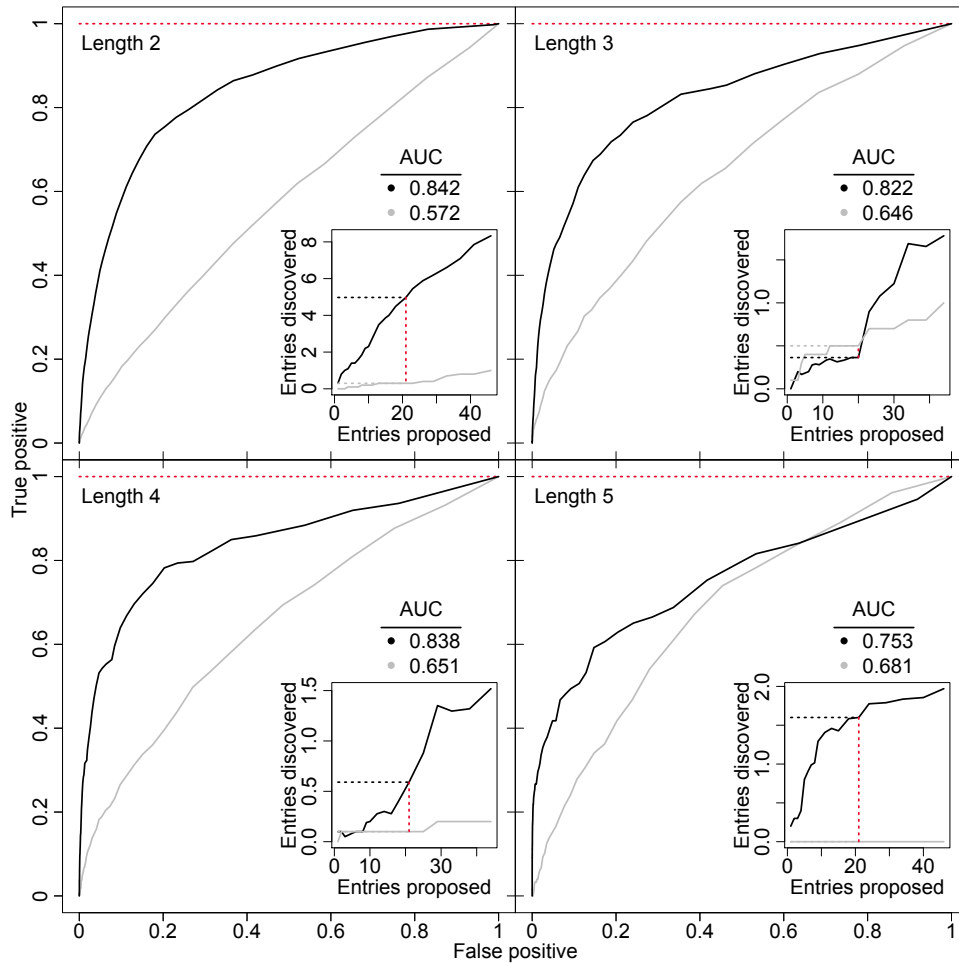 Length 2
AUC
0.842
0.572
Entries discovered
0 2 4 6 8
0 20 40
Entries proposed
Length 3
AUC
0.822
0.646
Entries discovered
0.0 1.0
10 30
Entries proposed
Length 4
AUC
0.838
0.651
Entries discovered
0.0 0.5 1.0 1.5
10 30
Entries proposed
Length 5
AUC
0.753
0.681
Entries discovered
0.0 1.0 2.0
0 20 40
Entries proposed
True positive
0 0.2 0.4 0.6 0.8 1
0 0.2 0.4 0.6 0.8 1
0 0.2 0.4 0.6 0.8 1
0 0.2 0.4 0.6 0.8 1
False positive